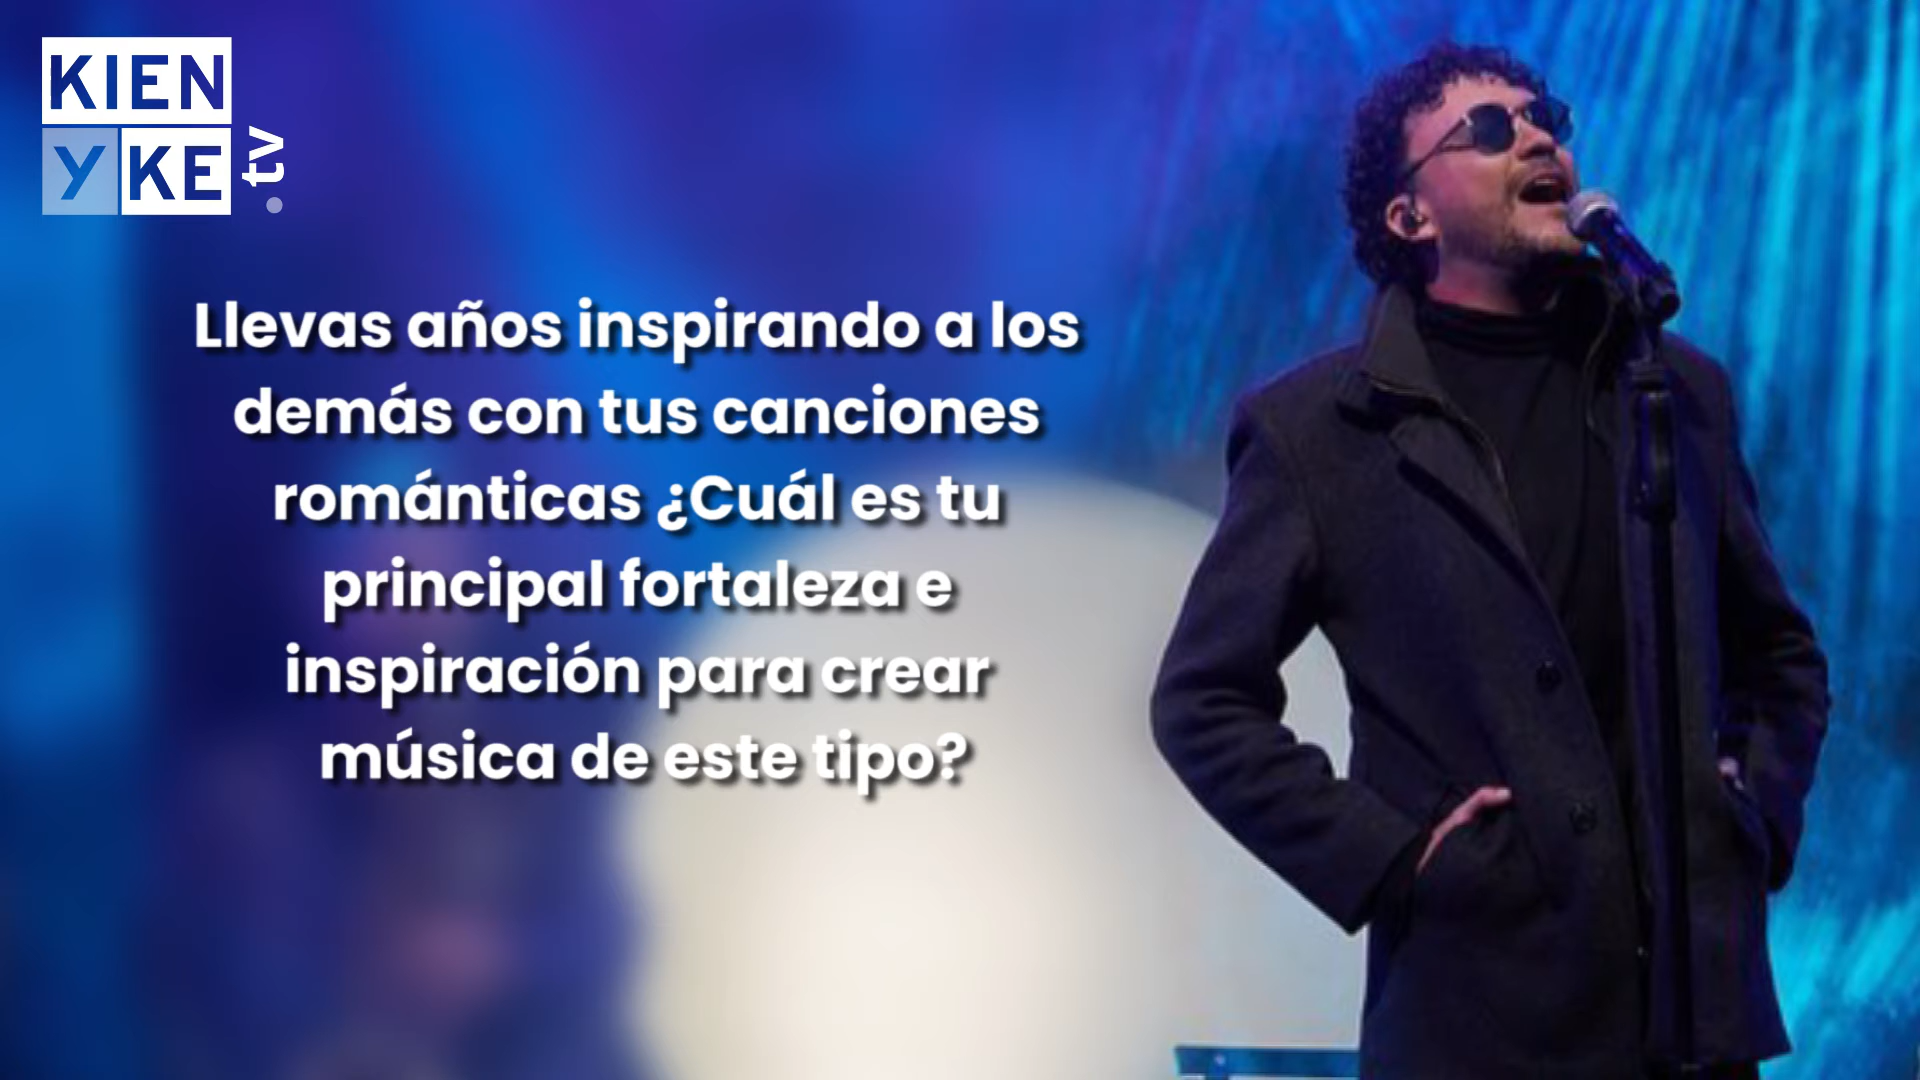 KIEN
YKE
.tv
Llevas años inspirando a los
demás con tus canciones
románticas ¿Cuál es tu
principal fortaleza e
inspiración para crear
música de este tipo?